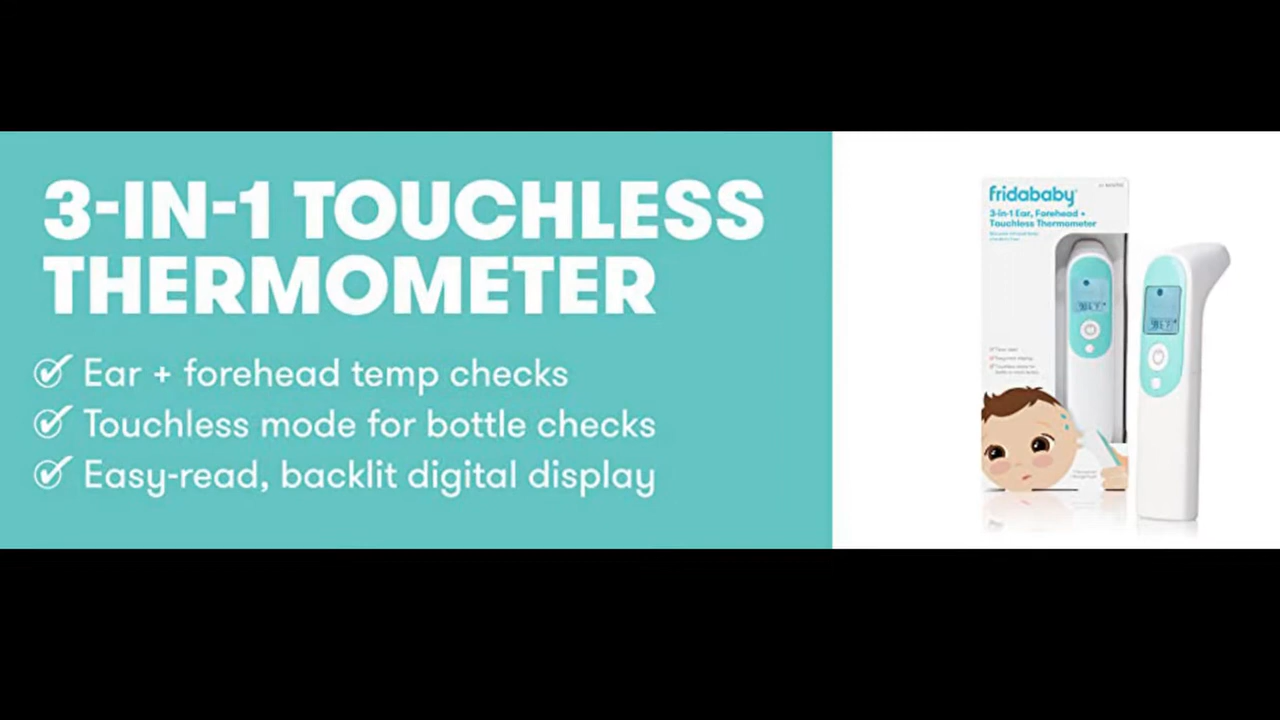 3-IN-1 TOUCHLESS
THERMOMETER
Ear + forehead temp checks
Touchless mode for bottle checks
Easy-read, backlit digital display
fridababy
3-in-1 Ear, Forehead +
Touchless Thermometer